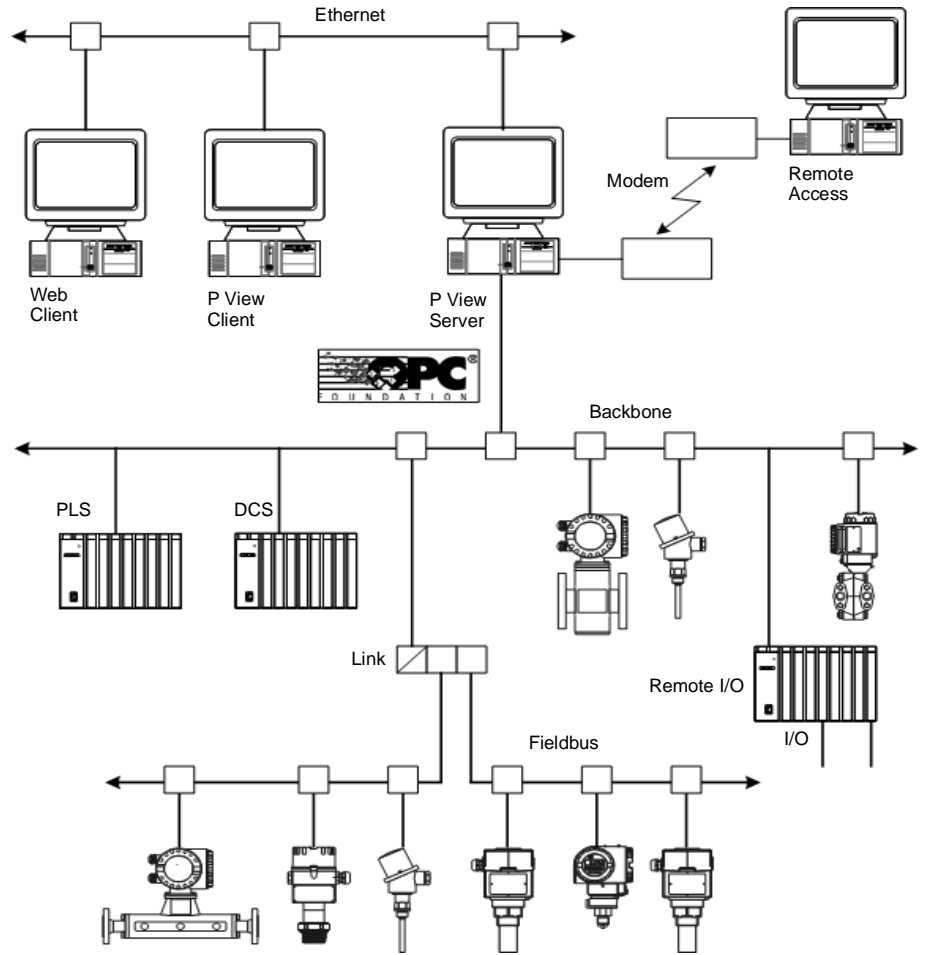 Ethernet
Modem
Remote
Access
Web
Client
P View
Client
P View
Server
OPC
®
FOUNDATION
Backbone
PLS
DCS
Link
Remote I/O
I/O
Fieldbus